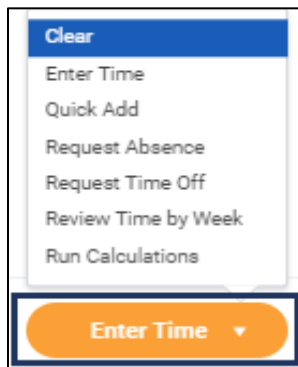 Clear
Enter Time
Quick Add
Request Absence
Request Time Off
Review Time by Week
Run Calculations
Enter Time